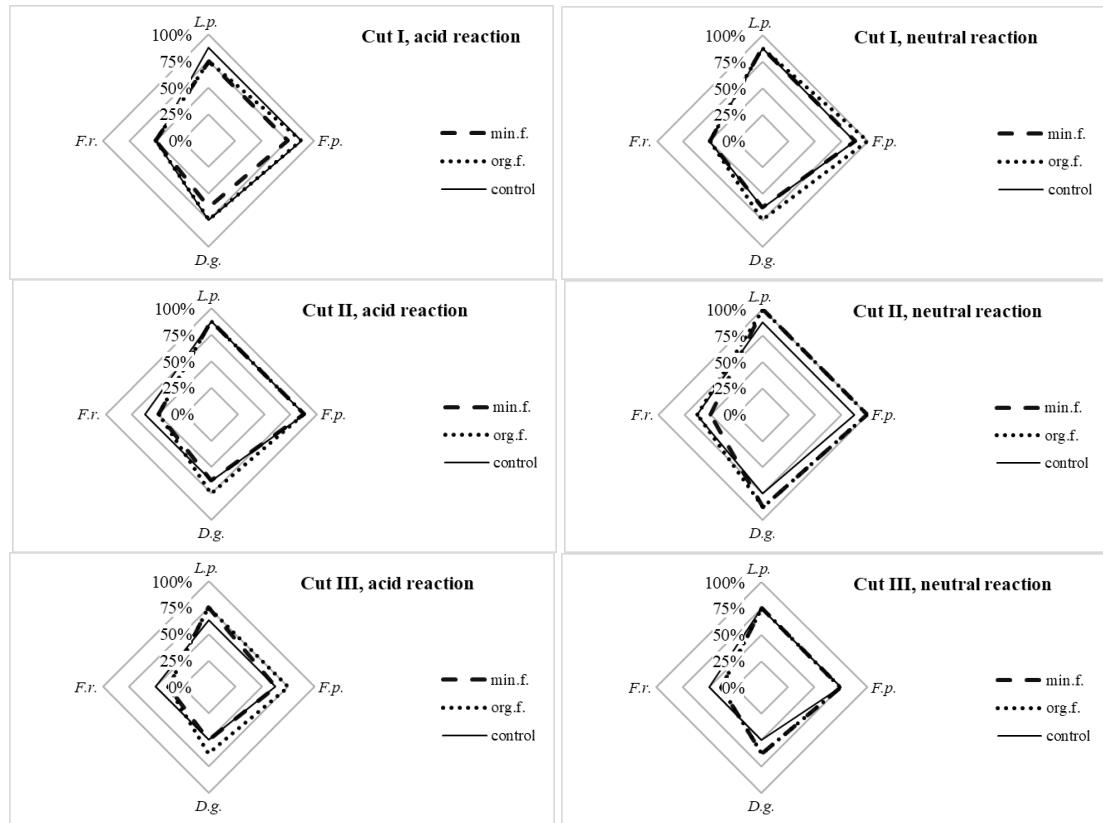 L.p.
100%
Cut I, acid reaction
75%
50%
25%
F.r.
0%
F.p.
min.f.
org.f.
control
D.g.
L.p.
100%
Cut I, neutral reaction
75%
50%
25%
F.r.
0%
F.p.
min.f.
org.f.
control
D.g.
L.p.
100%
Cut II, acid reaction
75%
50%
25%
F.r.
0%
F.p.
min.f.
org.f.
control
D.g.
L.p.
100%
Cut II, neutral reaction
75%
50%
25%
F.r.
0%
F.p.
min.f.
org.f.
control
D.g.
L.p.
100%
Cut III, acid reaction
75%
50%
25%
F.r.
0%
F.p.
min.f.
org.f.
control
D.g.
L.p.
100%
Cut III, neutral reaction
75%
50%
25%
F.r.
0%
F.p.
min.f.
org.f.
control
D.g.